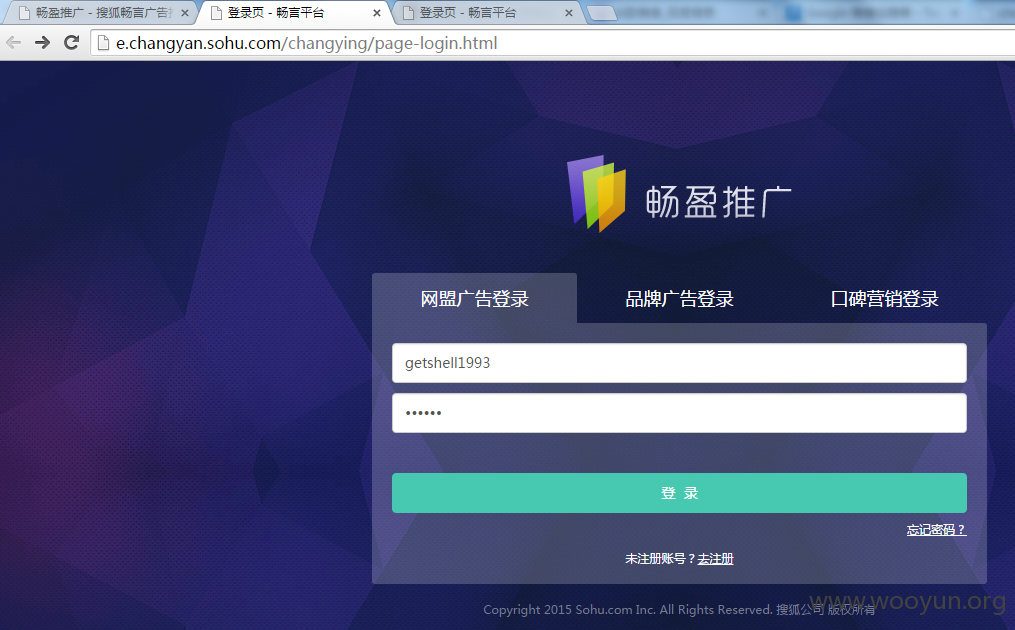 畅盈推广 - 搜狐畅言广告
登录页 - 畅言平台
登录页 - 畅言平台
e.changyan.sohu.com/changying/page-login.html
畅盈推广
网盟广告登录 品牌广告登录 口碑营销登录
getshell1993
••••••
登 录
忘记密码？
未注册账号？去注册
Copyright 2015 Sohu.com Inc. All Rights Reserved. 搜狐公司 版权所有
www.wooyun.org